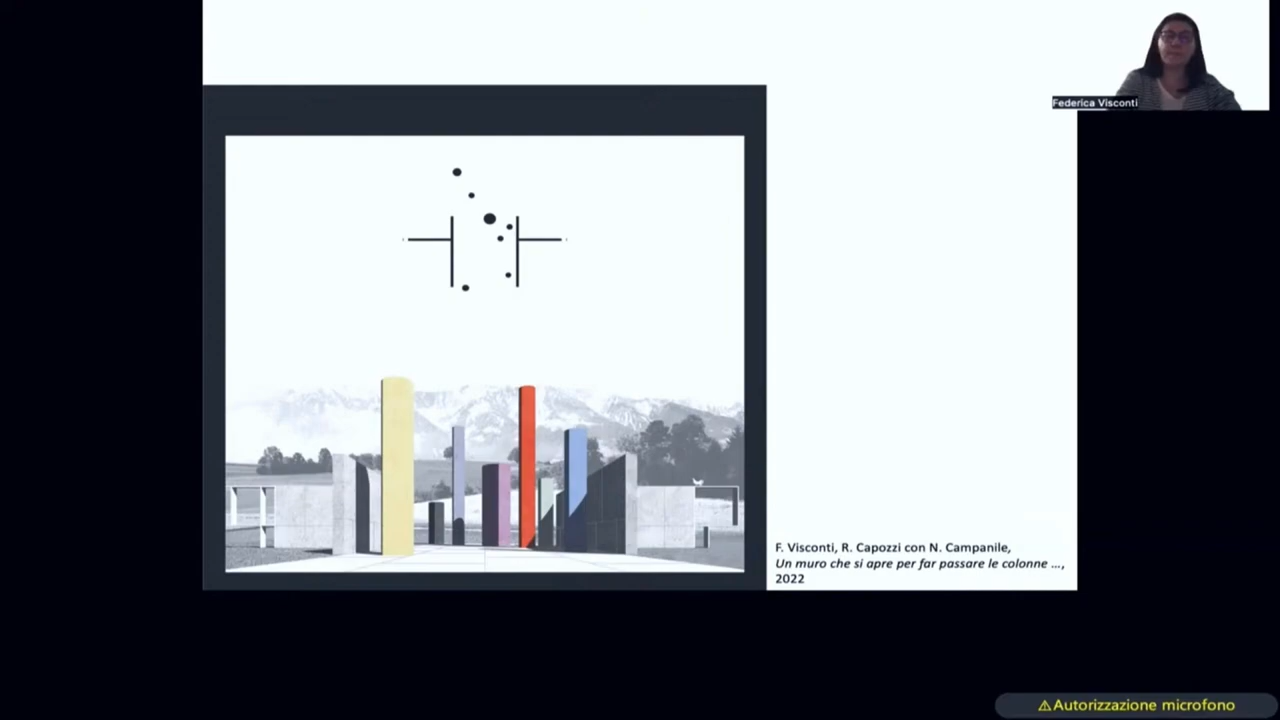 Federica Visconti
F. Visconti, R. Capozzi con N. Campanile,
Un muro che si apre per far passare le colonne ...,
2022
⚠Autorizzazione microfono